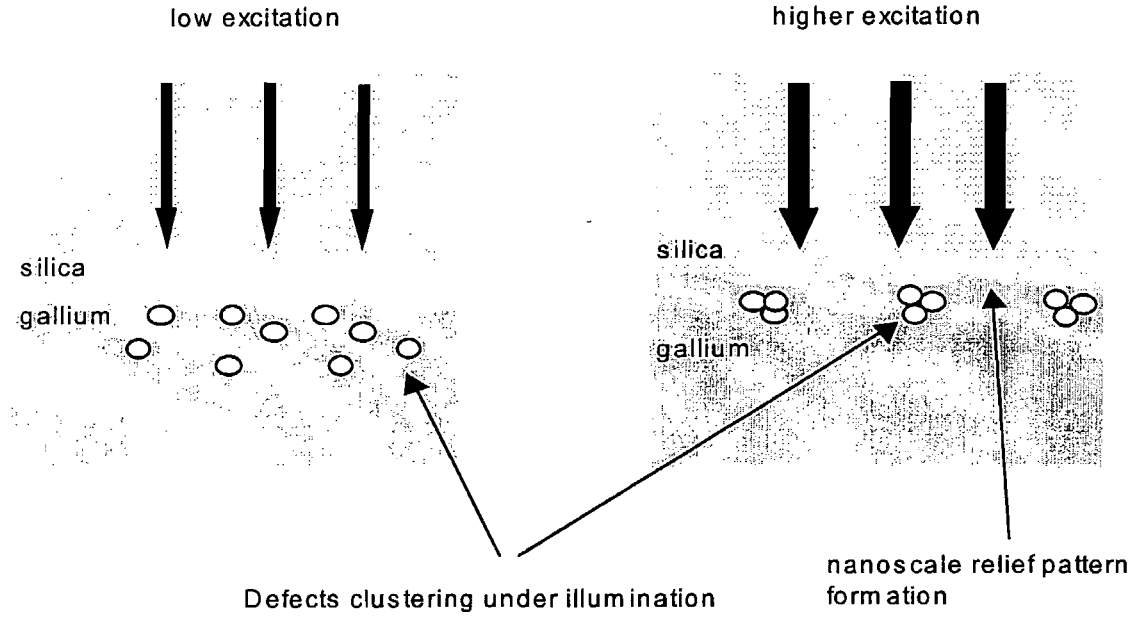 low excitation
higher excitation
silica
gallium
silica
gallium
Defects clustering under illumination
nanoscale relief pattern
formation